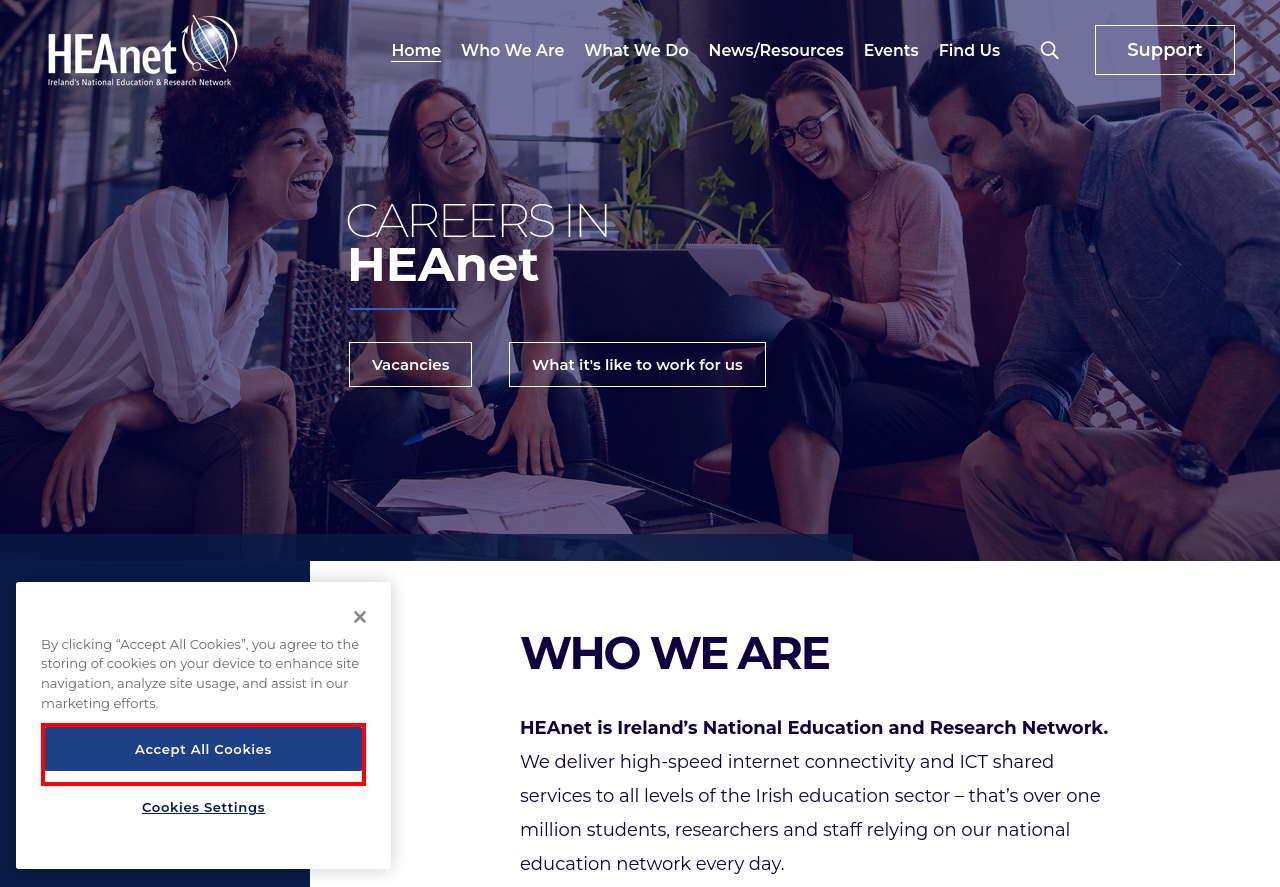 HEAnet
Ireland's National Education & Research Network
Home Who We Are What We Do News/Resources Events Find Us
Support
CAREERS IN
HEAnet
Vacancies
What it's like to work for us
By clicking “Accept All Cookies”, you agree to the
storing of cookies on your device to enhance site
navigation, analyze site usage, and assist in our
marketing efforts.
Accept All Cookies
Cookies Settings
WHO WE ARE
HEAnet is Ireland’s National Education and Research Network.
We deliver high-speed internet connectivity and ICT shared
services to all levels of the Irish education sector – that’s over one
million students, researchers and staff relying on our national
education network every day.